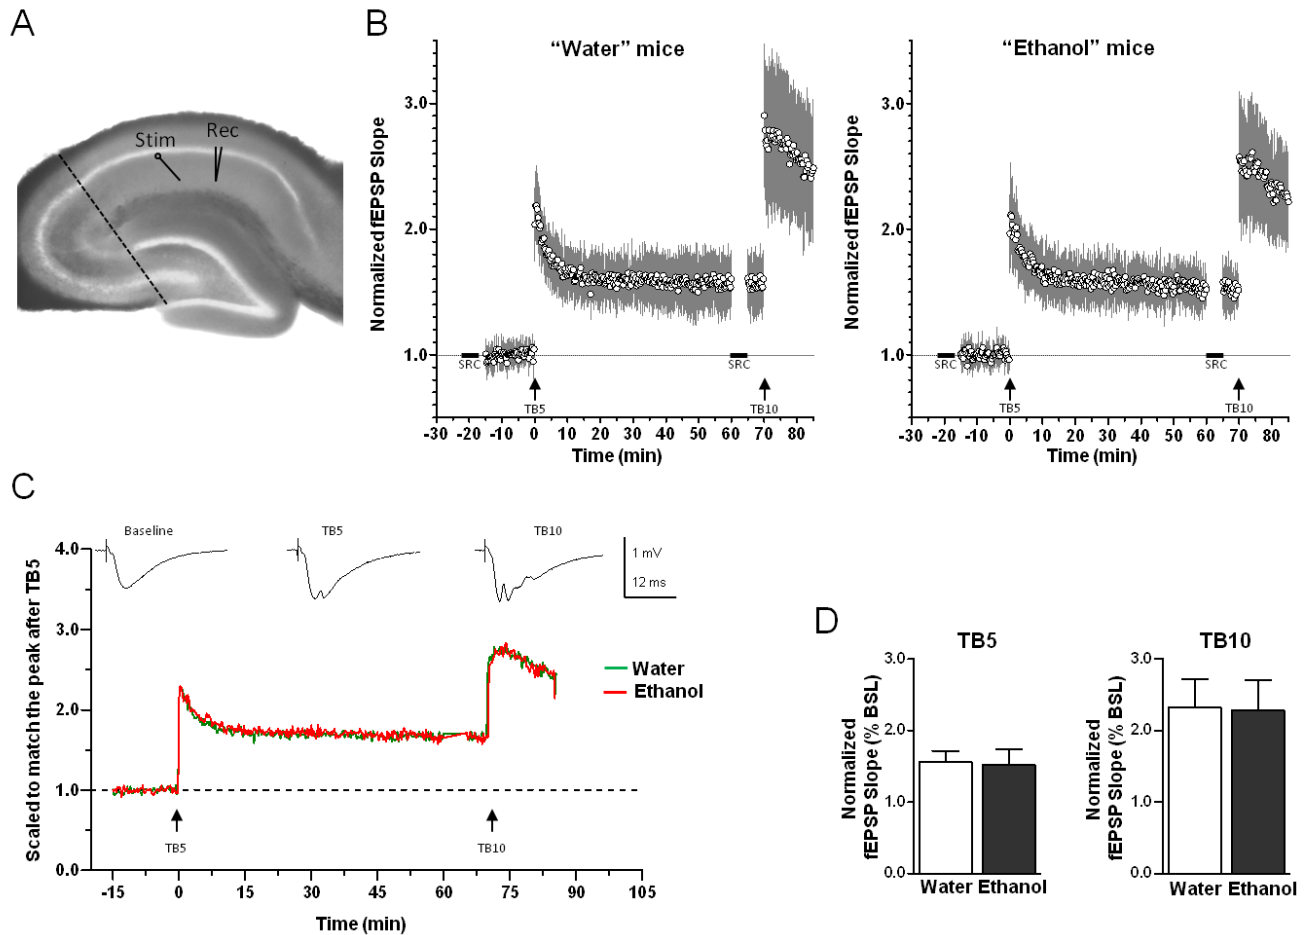 A
Stim
Rec
B
"Water" mice
Normalized fEPSP Slope
3.0
2.0
1.0
SRC
SRC
TB5
TB10
-30 -20 -10 0 10 20 30 40 50 60 70 80
Time (min)
"Ethanol" mice
Normalized fEPSP Slope
3.0
2.0
1.0
SRC
SRC
TB5
TB10
-30 -20 -10 0 10 20 30 40 50 60 70 80
Time (min)
C
Baseline
TB5
TB10
1 mV
12 ms
Scaled to match the peak after TB5
4.0
3.0
2.0
1.0
0.0
Water
Ethanol
TB5
TB10
-15 0 15 30 45 60 75 90 105
Time (min)
D
TB5
Normalized
fEPSP Slope (% BSL)
3.0
2.0
1.0
0.0
Water Ethanol
TB10
Normalized
fEPSP Slope (% BSL)
3.0
2.0
1.0
0.0
Water Ethanol